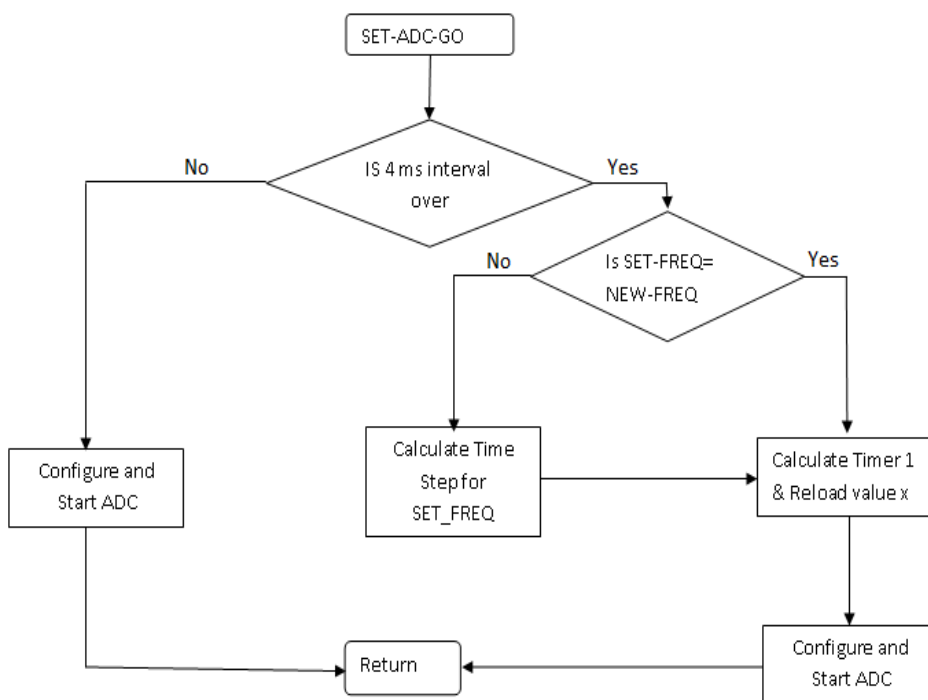 SET-ADC-GO
IS 4 ms interval
over
No
Yes
Is SET-FREQ=
NEW-FREQ
No
Yes
Configure and
Start ADC
Calculate Time
Step for
SET_FREQ
Calculate Timer 1
& Reload value x
Return
Configure and
Start ADC